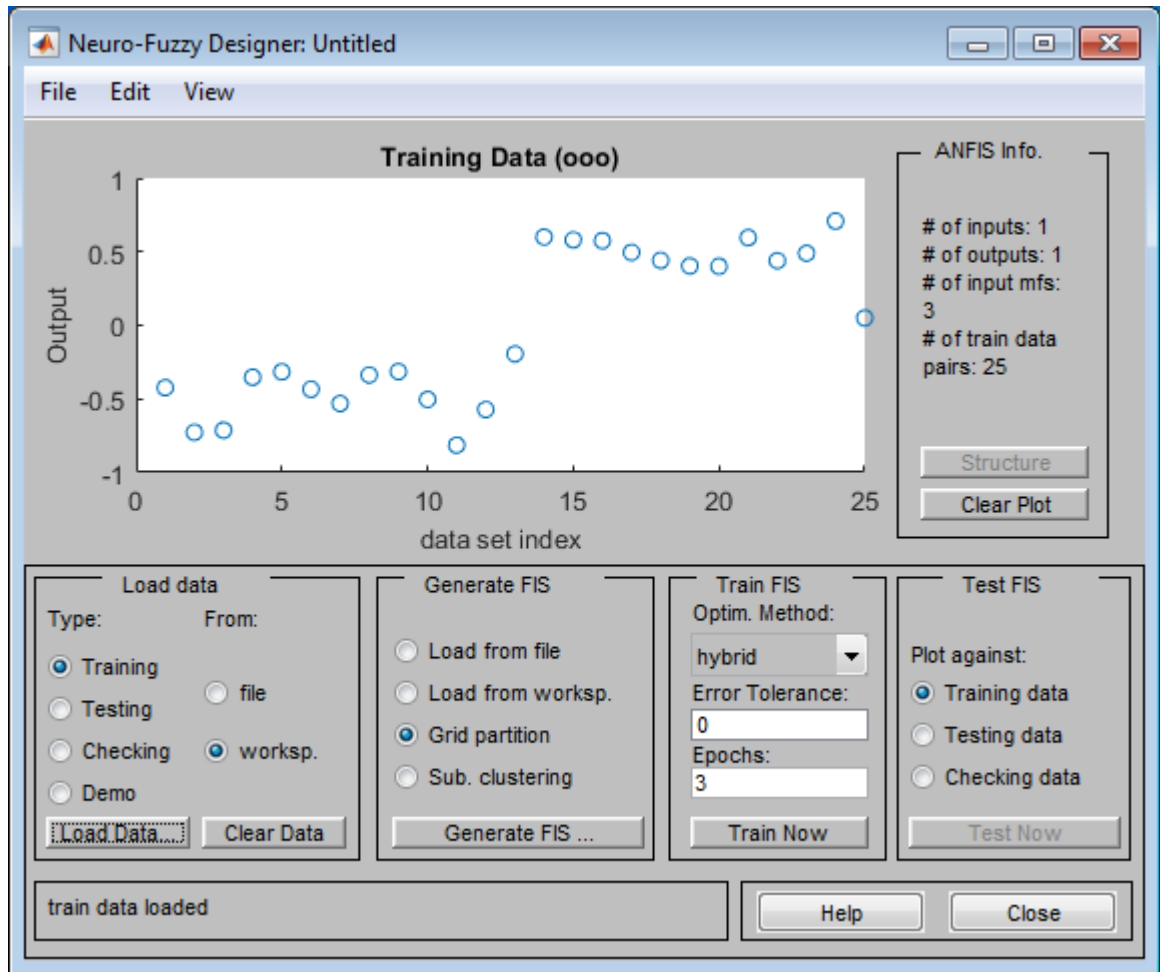 Neuro-Fuzzy Designer: Untitled
File Edit View
Training Data (ooo)
1
0.5
0
-0.5
-1
Output
0 5 10 15 20 25
data set index
ANFIS Info.
# of inputs: 1
# of outputs: 1
# of input mfs:
3
# of train data
pairs: 25
Structure
Clear Plot
Load data
Type: From:
Training
Testing
Checking
Demo
file
worksp.
Load Data... Clear Data
Generate FIS
Load from file
Load from worksp.
Grid partition
Sub. clustering
Generate FIS ...
Train FIS
Optim. Method:
hybrid
Error Tolerance:
0
Epochs:
3
Train Now
Test FIS
Plot against:
Training data
Testing data
Checking data
Test Now
train data loaded
Help Close